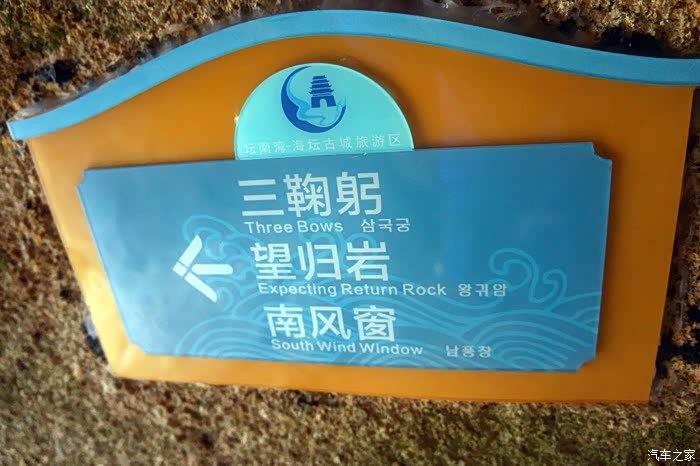 坛南湾-海坛古城旅游区
三鞠躬
Three Bows 삼국궁
望归岩
Expecting Return Rock 왕귀암
南风窗
South Wind Window 남풍창
汽车之家